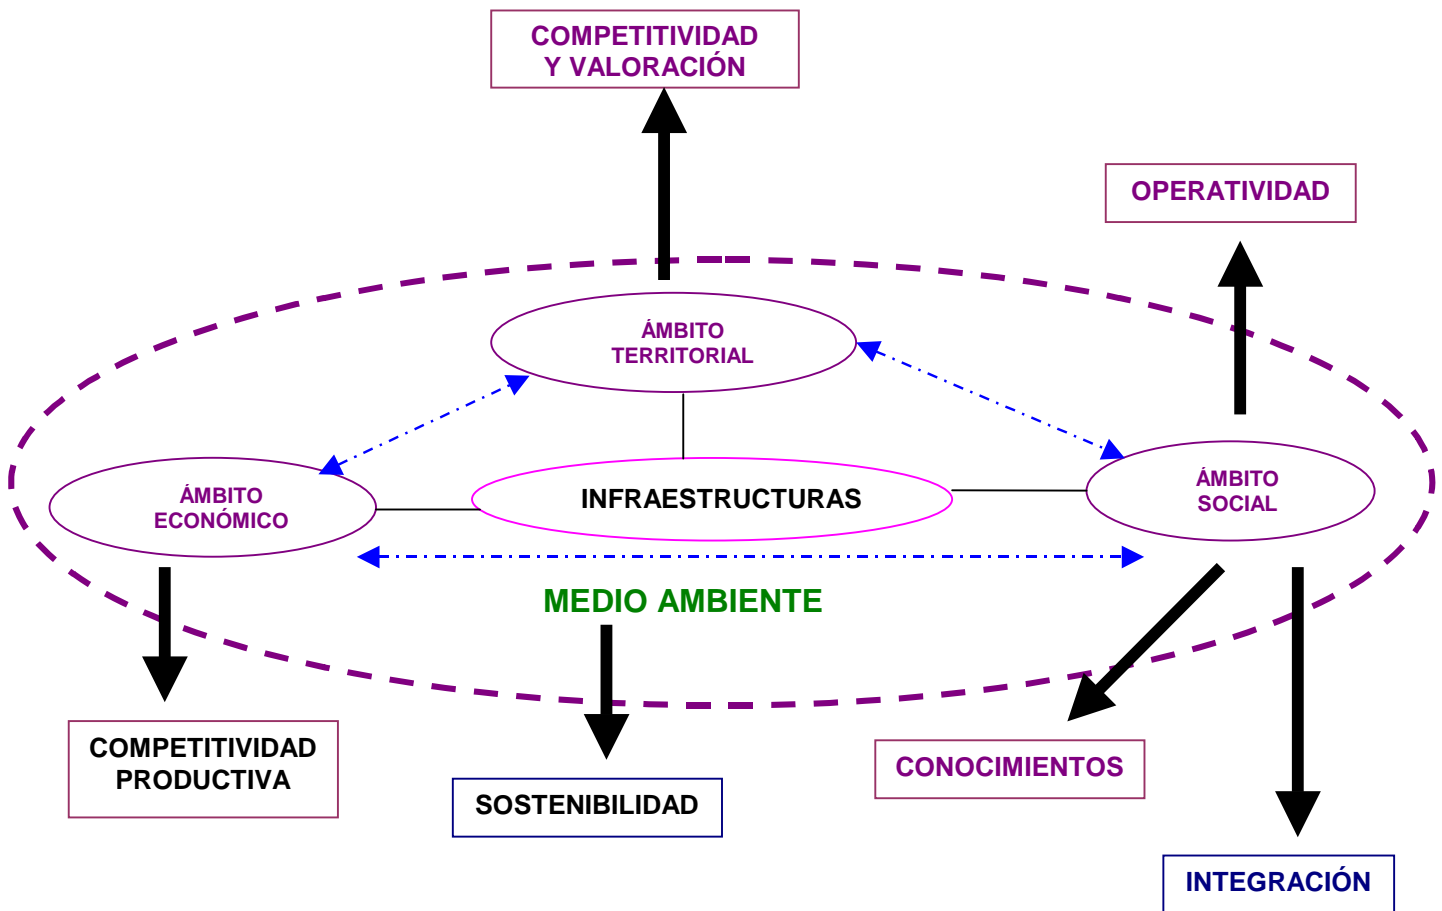 COMPETITIVIDAD
Y VALORACIÓN
OPERATIVIDAD
ÁMBITO
TERRITORIAL
ÁMBITO
ECONÓMICO
INFRAESTRUCTURAS
ÁMBITO
SOCIAL
MEDIO AMBIENTE
COMPETITIVIDAD
PRODUCTIVA
SOSTENIBILIDAD
CONOCIMIENTOS
INTEGRACIÓN